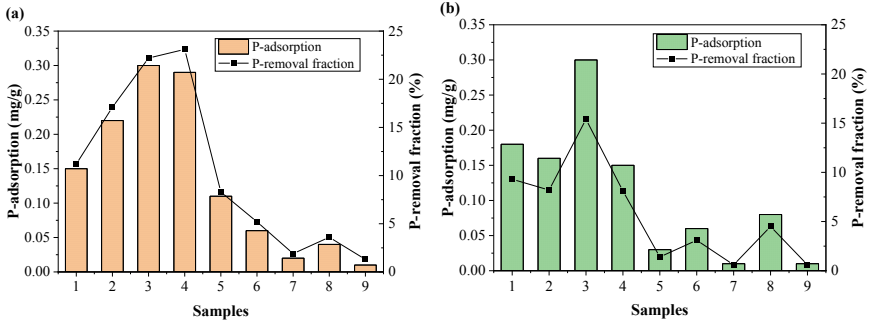 (a)
P-adsorption
P-removal fraction
P-adsorption (mg/g)
0.35
0.30
0.25
0.20
0.15
0.10
0.05
0.00
P-removal fraction (%)
25
20
15
10
5
0
1 2 3 4 5 6 7 8 9
Samples
(b)
P-adsorption
P-removal fraction
P-adsorption (mg/g)
0.35
0.30
0.25
0.20
0.15
0.10
0.05
0.00
P-removal fraction (%)
25
20
15
10
5
0
1 2 3 4 5 6 7 8 9
Samples